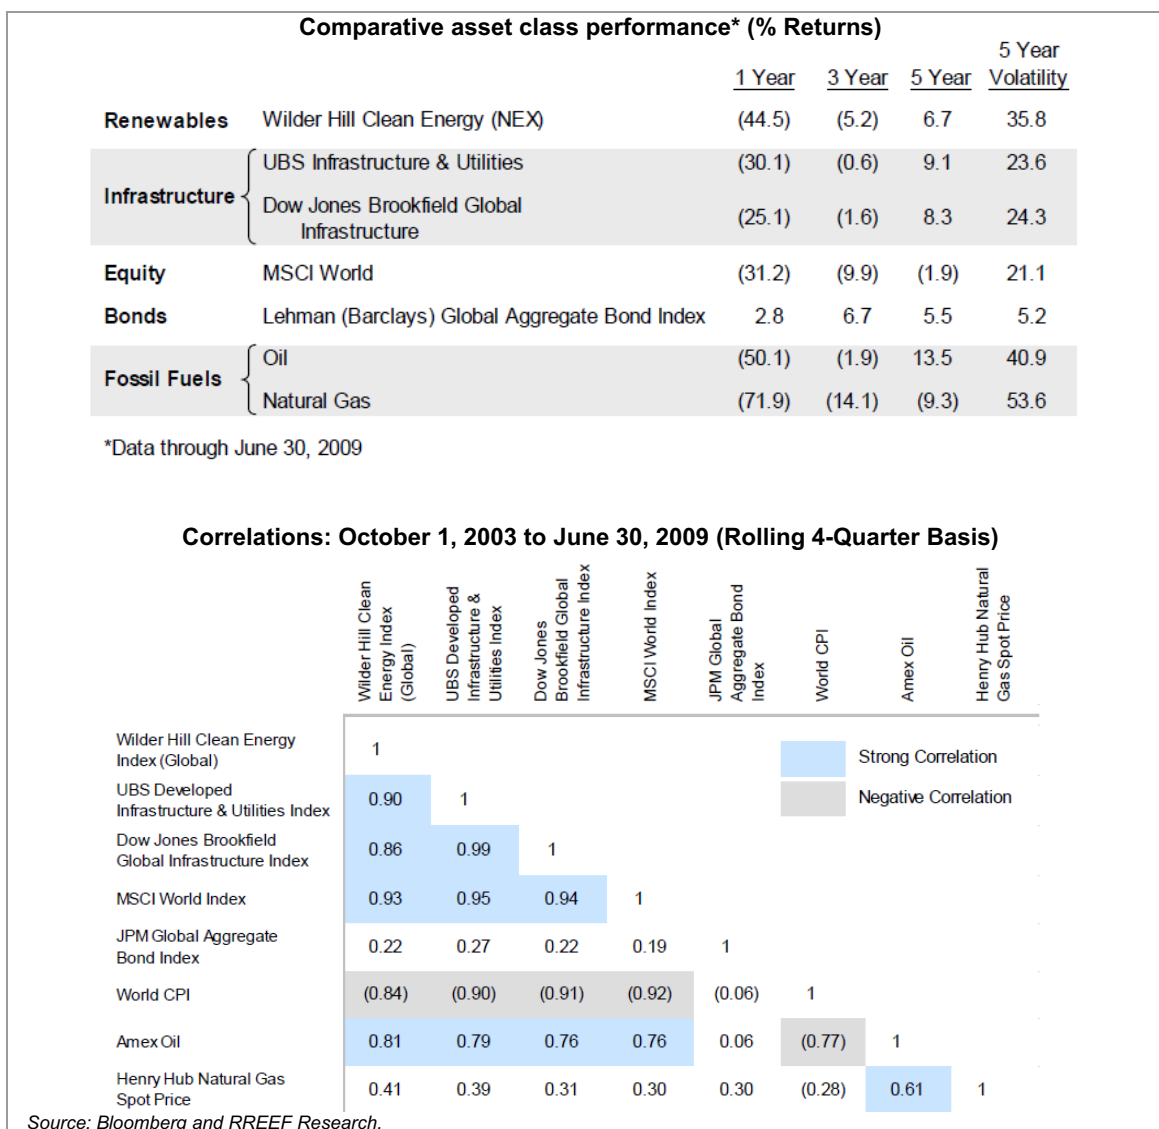 Comparative asset class performance* (% Returns)
1 Year 3 Year 5 Year 5 Year Volatility
Renewables Wilder Hill Clean Energy (NEX) (44.5) (5.2) 6.7 35.8
Infrastructure UBS Infrastructure & Utilities (30.1) (0.6) 9.1 23.6
Dow Jones Brookfield Global
Infrastructure (25.1) (1.6) 8.3 24.3
Equity MSCI World (31.2) (9.9) (1.9) 21.1
Bonds Lehman (Barclays) Global Aggregate Bond Index 2.8 6.7 5.5 5.2
Fossil Fuels Oil (50.1) (1.9) 13.5 40.9
Natural Gas (71.9) (14.1) (9.3) 53.6
*Data through June 30, 2009
Correlations: October 1, 2003 to June 30, 2009 (Rolling 4-Quarter Basis)
Wilder Hill Clean
Energy Index
(Global)
UBS Developed
Infrastructure &
Utilities Index
Dow Jones
Brookfield Global
Infrastructure Index
MSCI World Index
JPM Global
Aggregate Bond
Index
World CPI
Amex Oil
Henry Hub Natural
Gas Spot Price
Wilder Hill Clean Energy
Index (Global) 1
Strong Correlation
UBS Developed
Infrastructure & Utilities Index 0.90 1
Negative Correlation
Dow Jones Brookfield
Global Infrastructure Index 0.86 0.99 1
MSCI World Index 0.93 0.95 0.94 1
JPM Global Aggregate
Bond Index 0.22 0.27 0.22 0.19 1
World CPI (0.84) (0.90) (0.91) (0.92) (0.06) 1
Amex Oil 0.81 0.79 0.76 0.76 0.06 (0.77) 1
Henry Hub Natural Gas
Spot Price 0.41 0.39 0.31 0.30 0.30 (0.28) 0.61 1
Source: Bloomberg and RREEF Research.